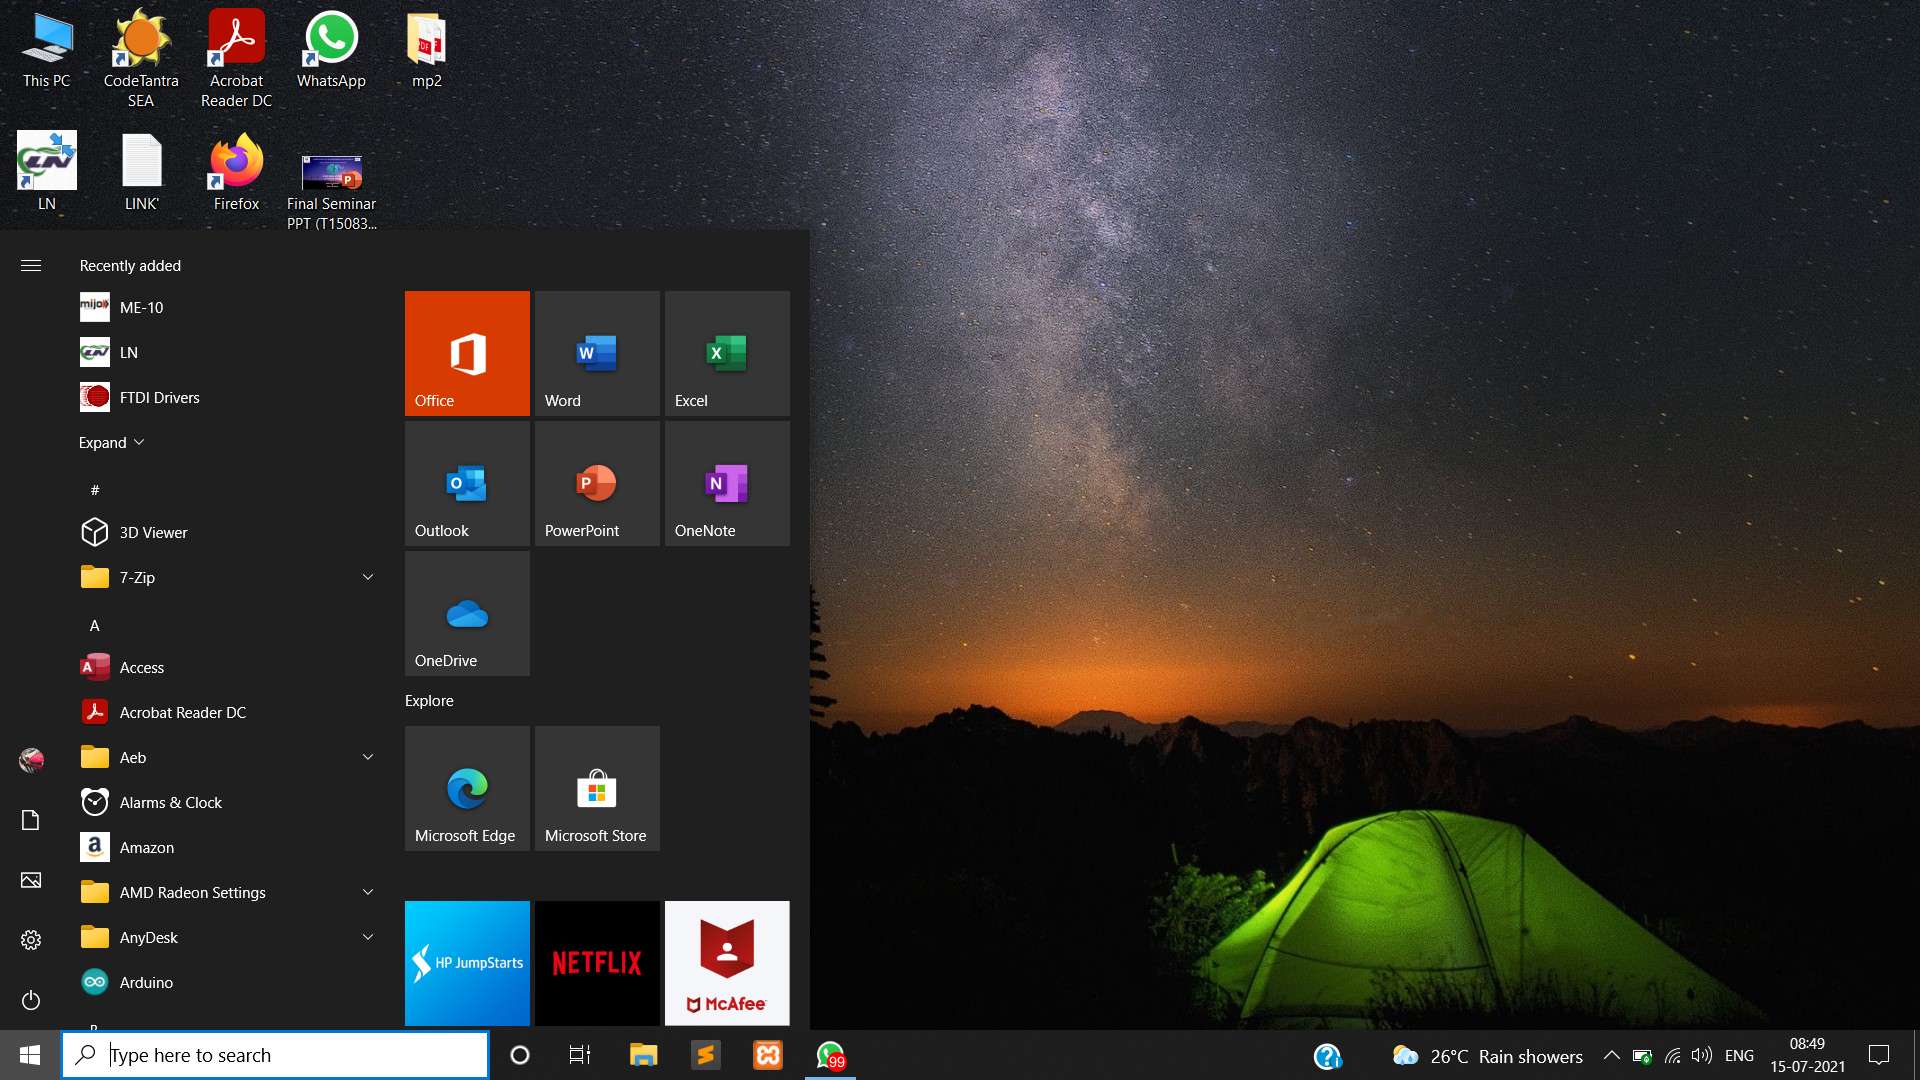 This PC
CodeTantra
SEA
Acrobat
Reader DC
WhatsApp
mp2
LN
LINK'
Firefox
Final Seminar
PPT (T15083...
Recently added
ME-10
LN
FTDI Drivers
Expand
#
3D Viewer
7-Zip
A
Access
Acrobat Reader DC
Aeb
Alarms & Clock
Amazon
AMD Radeon Settings
AnyDesk
Arduino
Office
Word
Excel
Outlook
PowerPoint
OneNote
OneDrive
Explore
Microsoft Edge
Microsoft Store
HP JumpStarts
NETFLIX
McAfee
Type here to search
99
26°C Rain showers
ENG
08:49
15-07-2021